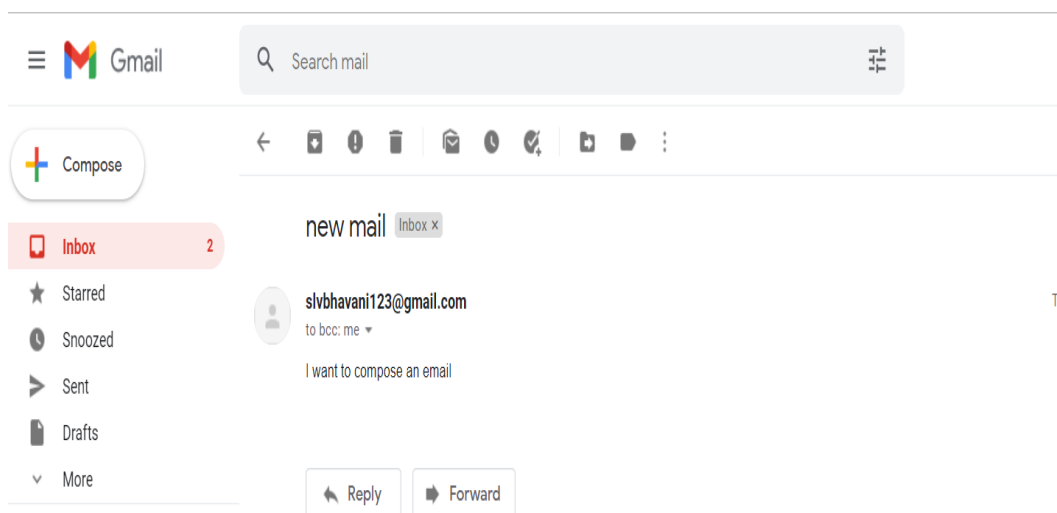 Gmail
Search mail
Compose
new mail Inbox ×
Inbox 2
Starred
slvbhavani123@gmail.com
to bcc: me
Snoozed
I want to compose an email
Sent
Drafts
More
Reply Forward